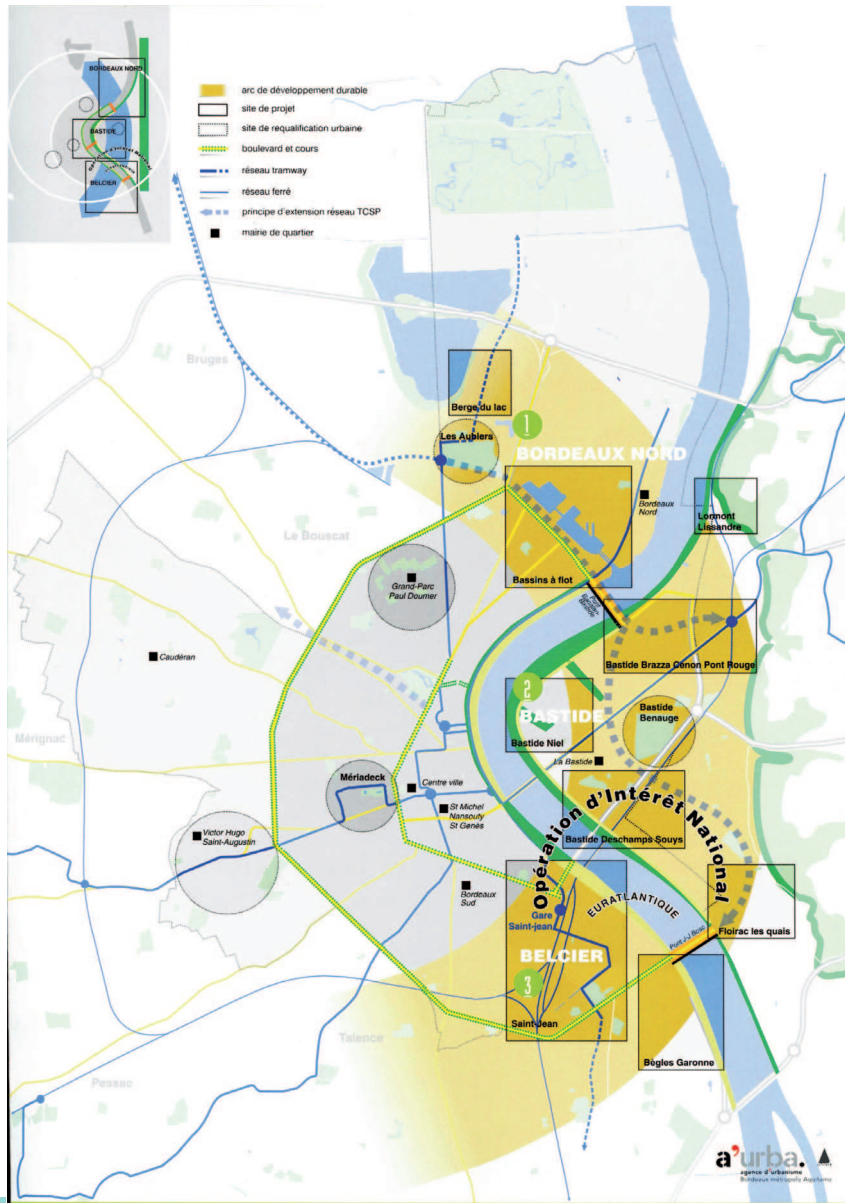 BORDEAUX NORD
BASTIDE
BELCIER
arc de développement durable
site de projet
site de requalification urbaine
boulevard et cours
réseau tramway
réseau ferré
principe d'extension réseau TCSP
mairie de quartier
Bruges
Berge du lac
1
Les Aubiers
BORDEAUX NORD
Bordeaux
Nord
Lormont
Lissandre
Le Bouscat
Grand-Parc
Paul Doumer
Bassins à flot
Pont
Bacalan-
Bastide
Caudéran
Bastide Brazza Cenon Pont Rouge
2
BASTIDE
Bastide
Benauge
Mérignac
Bastide Niel
La Bastide
Mériadeck
Centre ville
St Michel
Nansouty
St Genès
Opération d'Intérêt National
Victor Hugo
Saint-Augustin
Bastide Deschamps Souys
Bordeaux
Sud
EURATLANTIQUE
Gare
Saint-jean
Floirac les quais
Pont J-J Bosc
BELCIER
3
Saint-Jean
Talence
Bègles Garonne
Pessac
a'urba.
agence d'urbanisme
Bordeaux métropole Aquitaine